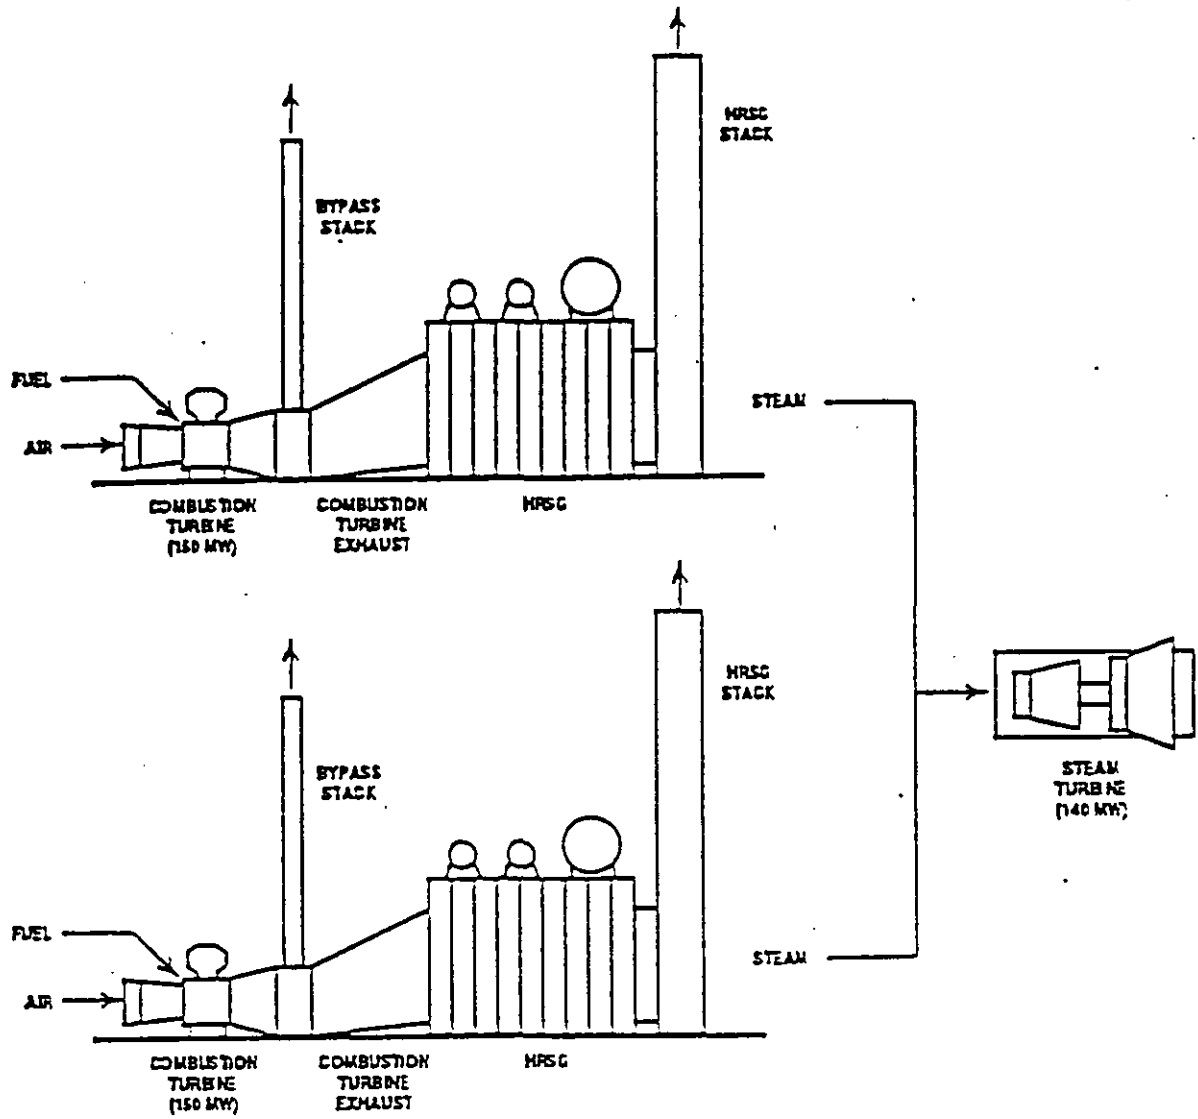 HRSG
STACK
BYPASS
STACK
FUEL
AIR
STEAM
COMBUSTION
TURBINE
(150 MW)
COMBUSTION
TURBINE
EXHAUST
HRSG
HRSG
STACK
BYPASS
STACK
STEAM
TURBINE
(140 MW)
FUEL
AIR
STEAM
COMBUSTION
TURBINE
(150 MW)
COMBUSTION
TURBINE
EXHAUST
HRSG